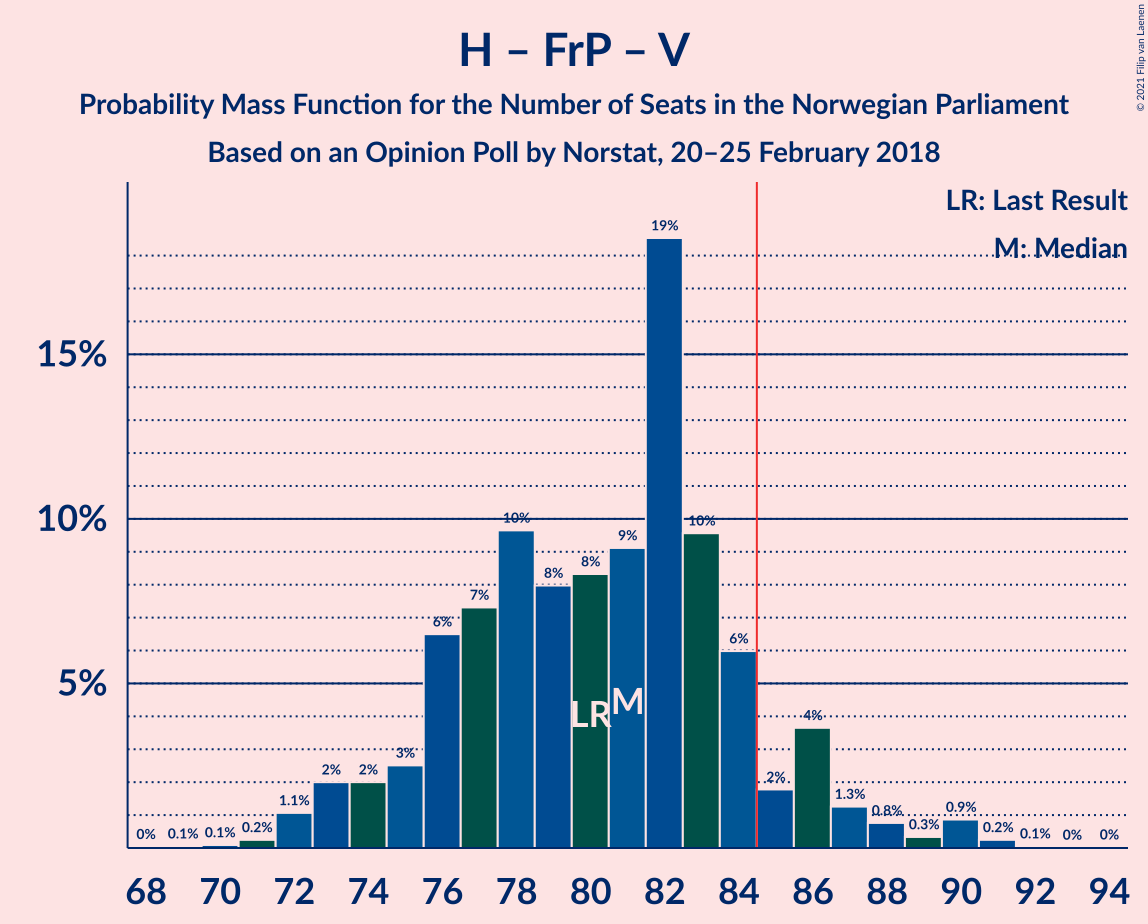 © 2021 Filip van Laenen
H – FrP – V
Probability Mass Function for the Number of Seats in the Norwegian Parliament
Based on an Opinion Poll by Norstat, 20–25 February 2018
LR: Last Result
M: Median
15%
10%
5%
0% 0.1% 0.1% 0.2% 1.1% 2% 2% 3% 6% 7% 10% 8% 8% 9% 19% 10% 6% 2% 4% 1.3% 0.8% 0.3% 0.9% 0.2% 0.1% 0% 0%
LR M
68 70 72 74 76 78 80 82 84 86 88 90 92 94